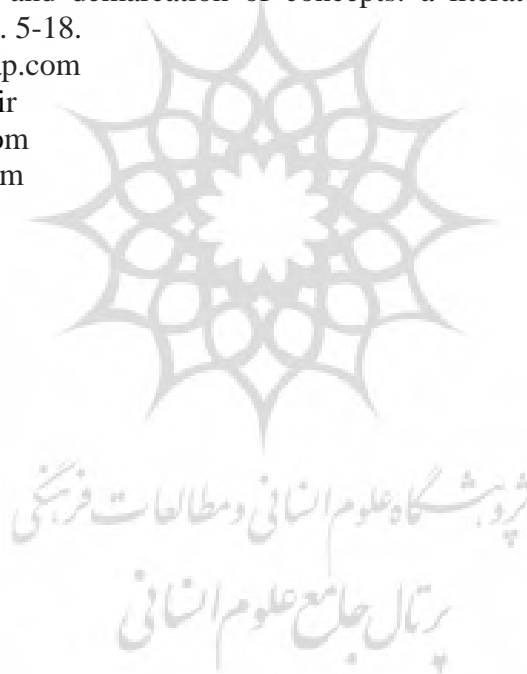 and demarcation of concepts: a literat
. 5-18.
ap.com
ir
om
m
پژوهشگاه علوم انسانی و مطالعات فرهنگی
پرتال جامع علوم انسانی